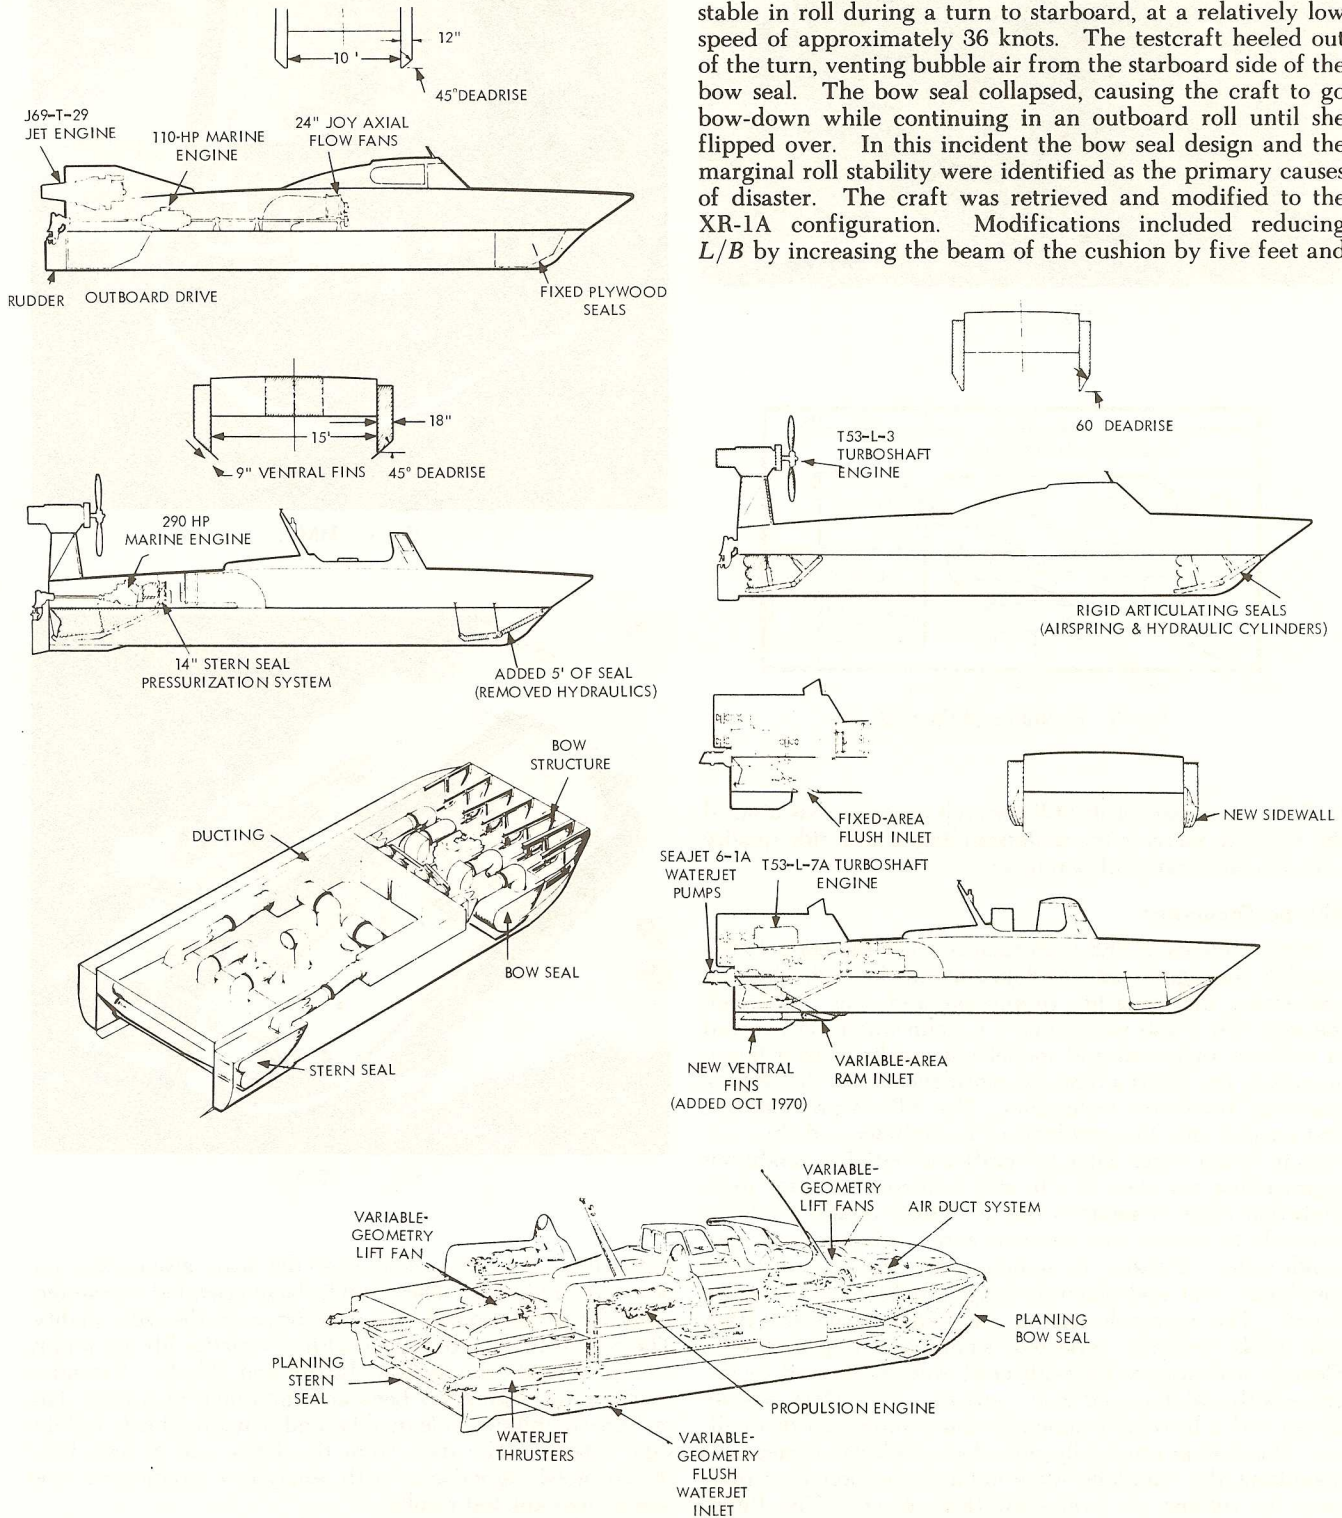 stable in roll during a turn to starboard, at a relatively low
speed of approximately 36 knots. The testcraft heeled out
of the turn, venting bubble air from the starboard side of the
bow seal. The bow seal collapsed, causing the craft to go
bow-down while continuing in an outboard roll until she
flipped over. In this incident the bow seal design and the
marginal roll stability were identified as the primary causes
of disaster. The craft was retrieved and modified to the
XR-1A configuration. Modifications included reducing
L/B by increasing the beam of the cushion by five feet and
12"
10'
45° DEADRISE
J69-T-29
JET ENGINE
110-HP MARINE
ENGINE
24" JOY AXIAL
FLOW FANS
RUDDER
OUTBOARD DRIVE
FIXED PLYWOOD
SEALS
60 DEADRISE
T53-L-3
TURBOSHAFT
ENGINE
RIGID ARTICULATING SEALS
(AIRSPRING & HYDRAULIC CYLINDERS)
18"
15'
9" VENTRAL FINS
45° DEADRISE
290 HP
MARINE ENGINE
14" STERN SEAL
PRESSURIZATION SYSTEM
ADDED 5' OF SEAL
(REMOVED HYDRAULICS)
FIXED-AREA
FLUSH INLET
NEW SIDEWALL
SEAJET 6-1A
WATERJET
PUMPS
T53-L-7A TURBOSHAFT
ENGINE
NEW VENTRAL
FINS
(ADDED OCT 1970)
VARIABLE-AREA
RAM INLET
BOW
STRUCTURE
DUCTING
BOW SEAL
STERN SEAL
VARIABLE-
GEOMETRY
LIFT FAN
VARIABLE-
GEOMETRY
LIFT FANS
AIR DUCT SYSTEM
PLANING
BOW SEAL
PLANING
STERN
SEAL
PROPULSION ENGINE
WATERJET
THRUSTERS
VARIABLE-
GEOMETRY
FLUSH
WATERJET
INLET